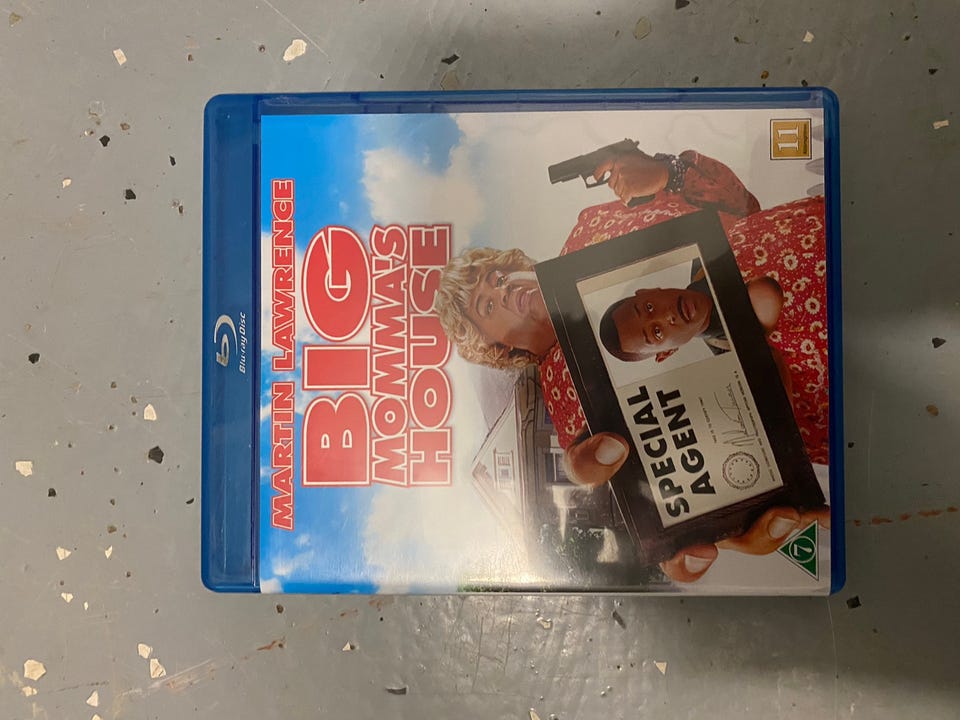 Blu-ray Disc
MARTIN LAWRENCE
BIG
MOMMA'S
HOUSE
11
SPECIAL
AGENT
7